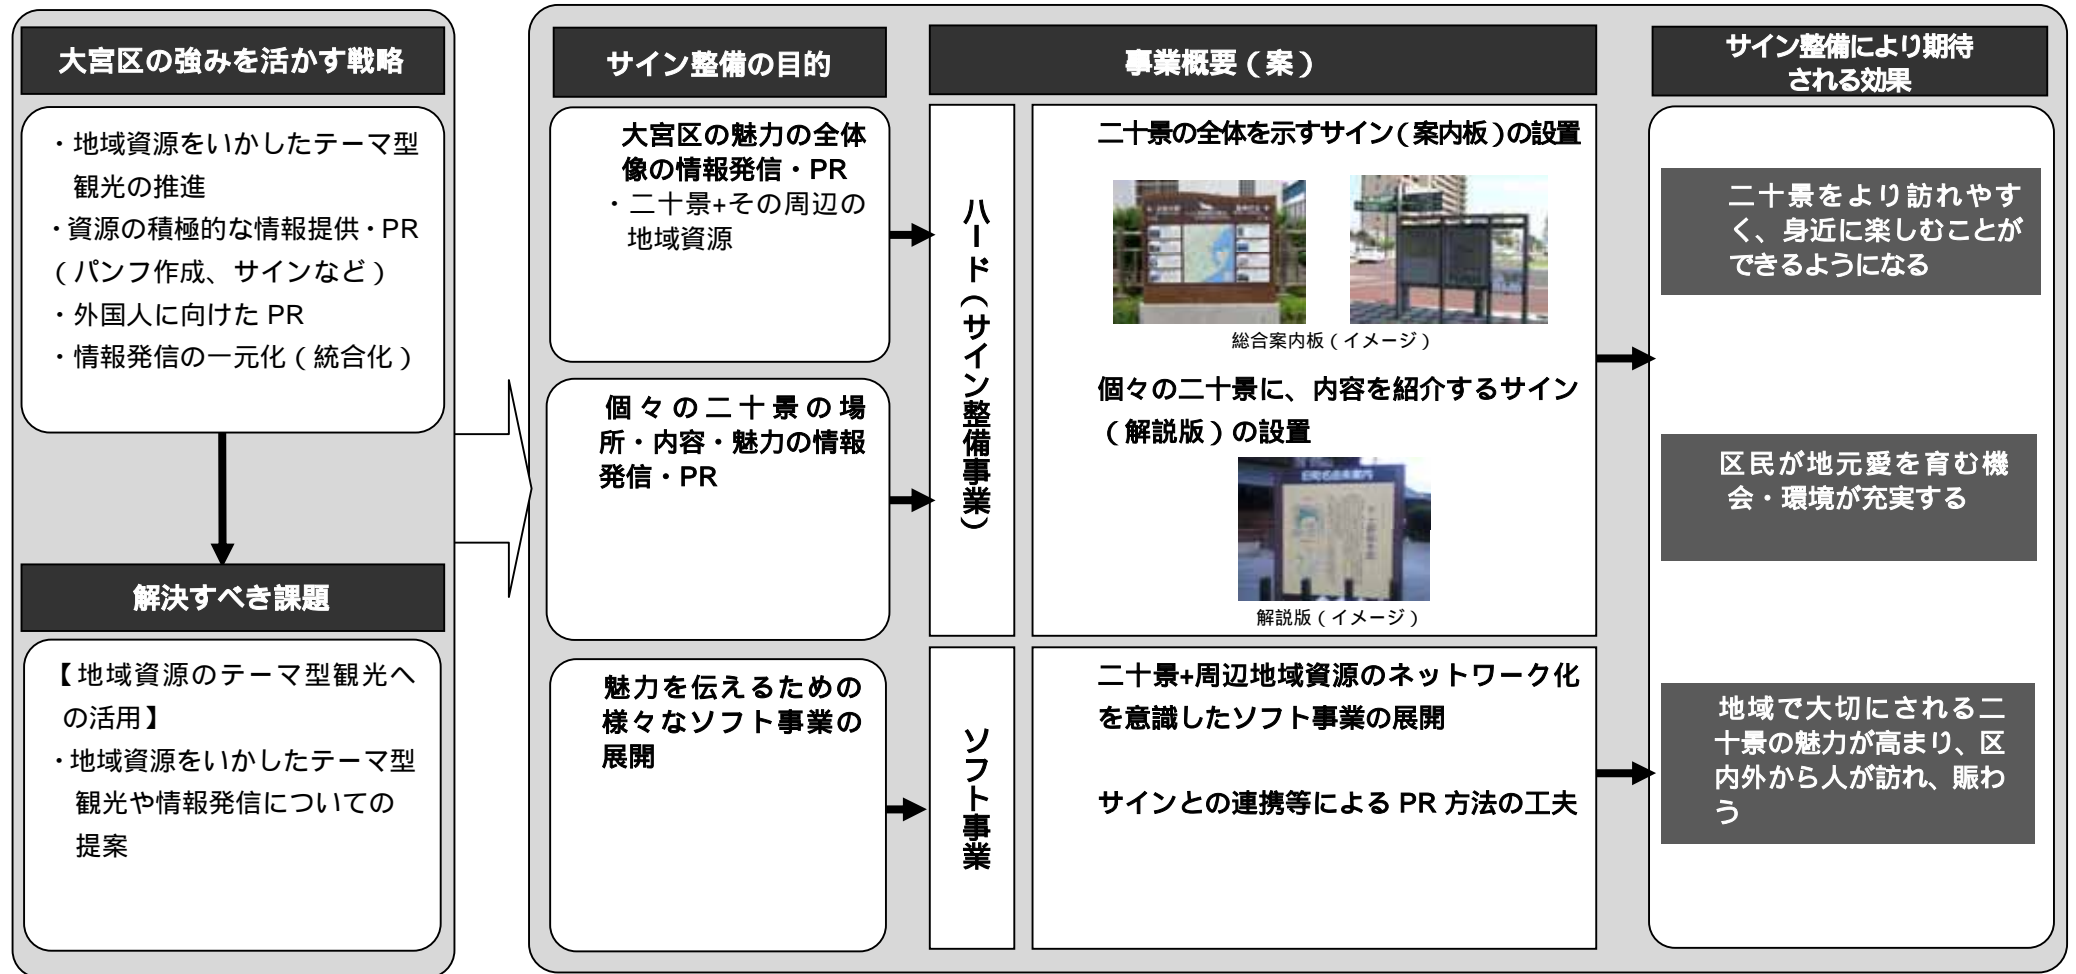 大宮区の強みを活かす戦略
・地域資源をいかしたテーマ型
観光の推進
・資源の積極的な情報提供・PR
（パンフ作成、サインなど）
・外国人に向けた PR
・情報発信の一元化（統合化）
解決すべき課題
【地域資源のテーマ型観光へ
の活用】
・地域資源をいかしたテーマ型
観光や情報発信についての
提案
サイン整備の目的
大宮区の魅力の全体
像の情報発信・PR
・二十景+その周辺の
地域資源
個々の二十景の場
所・内容・魅力の情報
発信・PR
魅力を伝えるための
様々なソフト事業の
展開
事業概要（案）
ハード（サイン整備事業）
二十景の全体を示すサイン（案内板）の設置
総合案内板（イメージ）
個々の二十景に、内容を紹介するサイン
（解説版）の設置
解説版（イメージ）
ソフト事業
二十景+周辺地域資源のネットワーク化
を意識したソフト事業の展開
サインとの連携等による PR 方法の工夫
サイン整備により期待
される効果
二十景をより訪れやす
く、身近に楽しむことが
できるようになる
区民が地元愛を育む機
会・環境が充実する
地域で大切にされる二
十景の魅力が高まり、区
内外から人が訪れ、賑わ
う